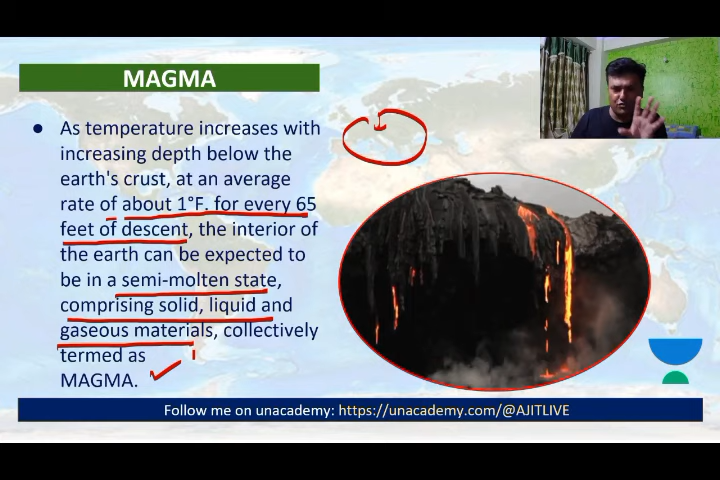 MAGMA
As temperature increases with
increasing depth below the
earth's crust, at an average
rate of about 1°F. for every 65
feet of descent, the interior of
the earth can be expected to
be in a semi-molten state,
comprising solid, liquid and
gaseous materials, collectively
termed as
MAGMA.
Follow me on unacademy: https://unacademy.com/@AJITLIVE